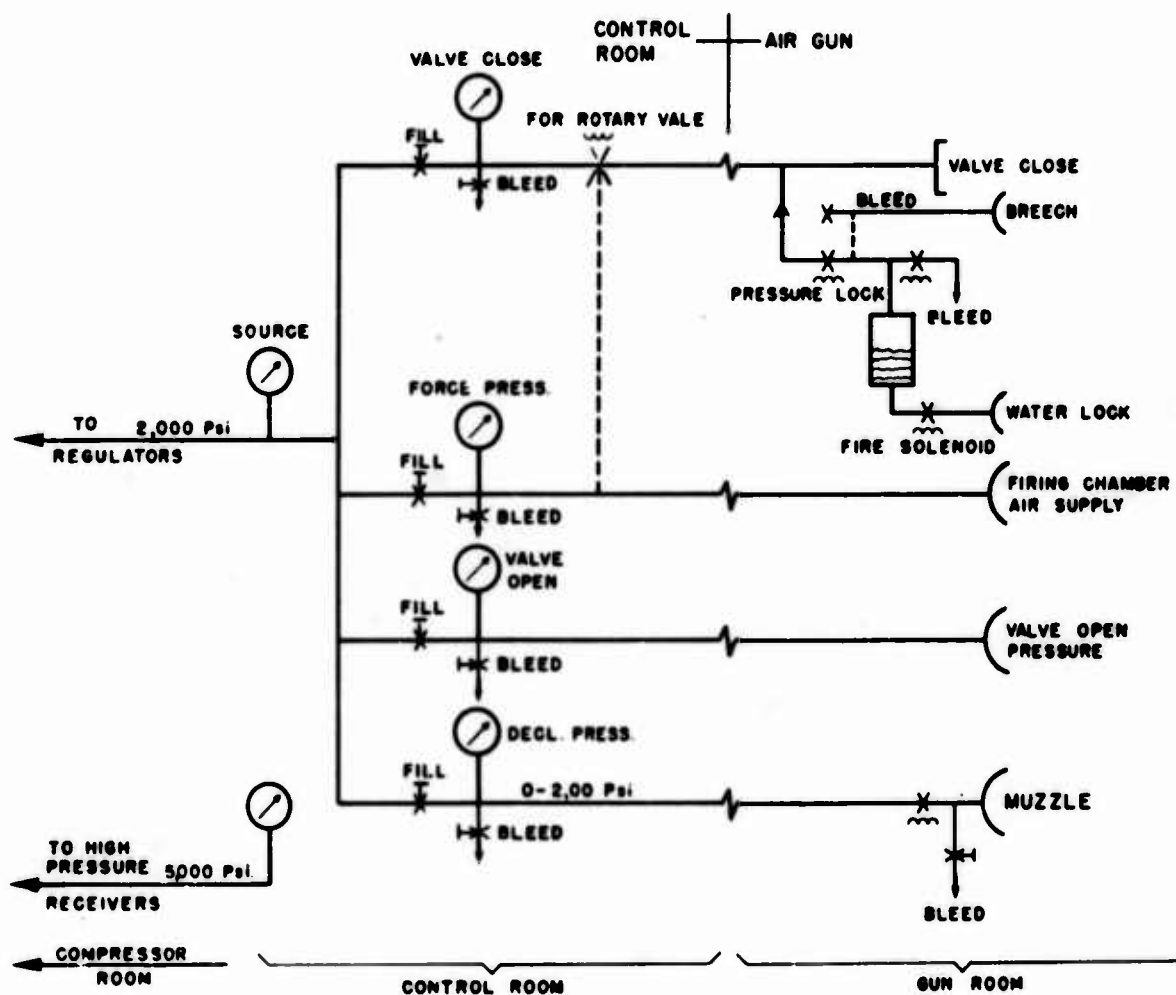 CONTROL
ROOM
AIR GUN
VALVE CLOSE
FOR ROTARY VALE
FILL
BLEED
VALVE CLOSE
BLEED
BREECH
PRESSURE LOCK
BLEED
SOURCE
FORCE PRESS.
WATER LOCK
FIRE SOLENOID
TO 2,000 Psi
REGULATORS
FILL
BLEED
FIRING CHAMBER
AIR SUPPLY
VALVE
OPEN
FILL
BLEED
VALVE OPEN
PRESSURE
DECL. PRESS.
FILL
0-2,00 Psi
BLEED
MUZZLE
BLEED
TO HIGH
PRESSURE 5,000 Psi.
RECEIVERS
COMPRESSOR
ROOM
CONTROL ROOM
GUN ROOM